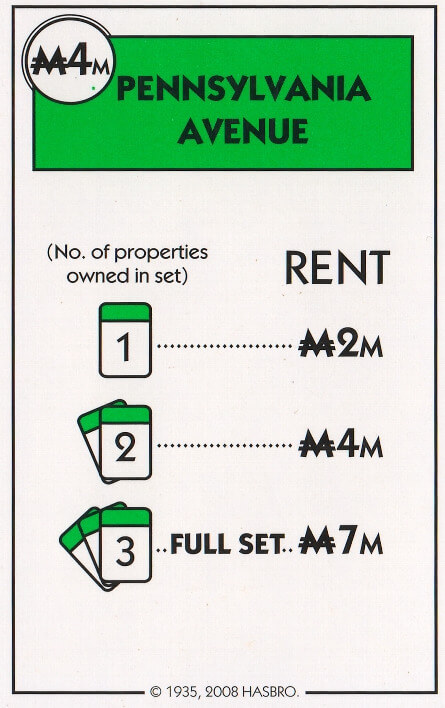 ₩4M
PENNSYLVANIA
AVENUE
(No. of properties
owned in set)
RENT
1 ...................... ₩2M
2 ...................... ₩4M
3 ..FULL SET.. ₩7M
© 1935, 2008 HASBRO.